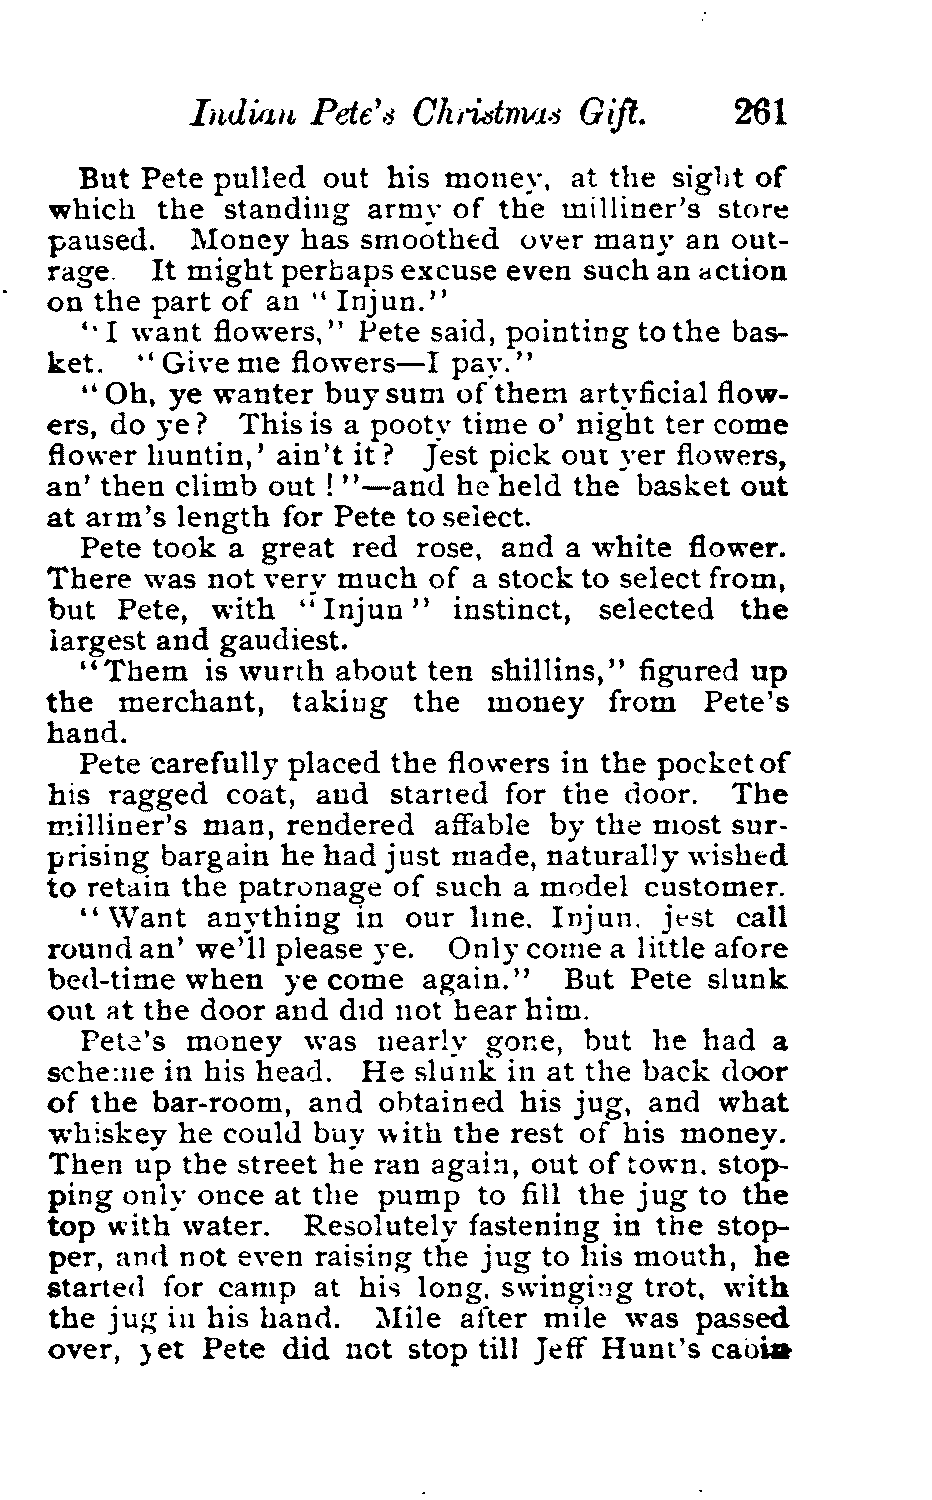 Indian Pete's Christmas Gift. 261
But Pete pulled out his money, at the sight of
which the standing army of the milliner's store
paused. Money has smoothed over many an out-
rage. It might perhaps excuse even such an action
on the part of an "Injun."
"I want flowers," Pete said, pointing to the bas-
ket. "Give me flowers—I pay."
"Oh, ye wanter buy sum of them artyficial flow-
ers, do ye? This is a pooty time o' night ter come
flower huntin,' ain't it? Jest pick out yer flowers,
an' then climb out!"—and he held the basket out
at arm's length for Pete to select.
Pete took a great red rose, and a white flower.
There was not very much of a stock to select from,
but Pete, with "Injun" instinct, selected the
largest and gaudiest.
"Them is wurth about ten shillins," figured up
the merchant, taking the money from Pete's
hand.
Pete carefully placed the flowers in the pocket of
his ragged coat, and started for the door. The
milliner's man, rendered affable by the most sur-
prising bargain he had just made, naturally wished
to retain the patronage of such a model customer.
"Want anything in our line, Injun, jest call
round an' we'll please ye. Only come a little afore
bed-time when ye come again." But Pete slunk
out at the door and did not hear him.
Pete's money was nearly gone, but he had a
scheme in his head. He slunk in at the back door
of the bar-room, and obtained his jug, and what
whiskey he could buy with the rest of his money.
Then up the street he ran again, out of town, stop-
ping only once at the pump to fill the jug to the
top with water. Resolutely fastening in the stop-
per, and not even raising the jug to his mouth, he
started for camp at his long, swinging trot, with
the jug in his hand. Mile after mile was passed
over, yet Pete did not stop till Jeff Hunt's cabin